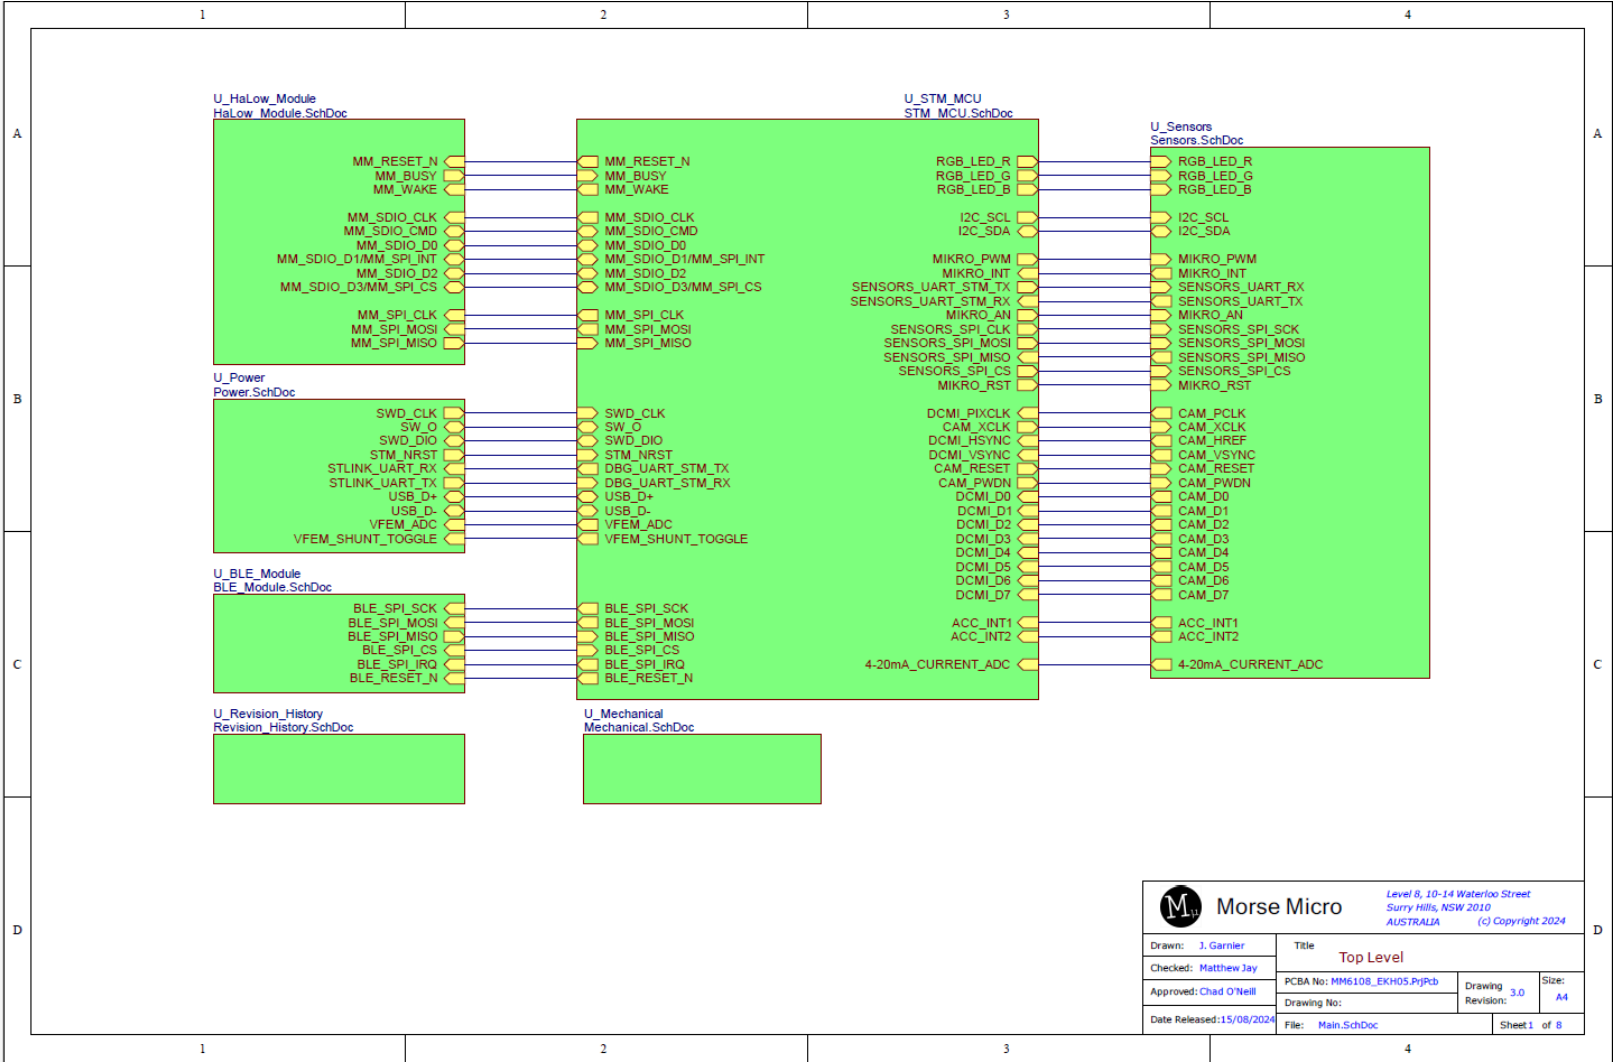 1 2 3 4
A
B
C
D
A
B
C
D
U_HaLow_Module
HaLow_Module.SchDoc
MM_RESET_N
MM_BUSY
MM_WAKE
MM_SDIO_CLK
MM_SDIO_CMD
MM_SDIO_D0
MM_SDIO_D1/MM_SPI_INT
MM_SDIO_D2
MM_SDIO_D3/MM_SPI_CS
MM_SPI_CLK
MM_SPI_MOSI
MM_SPI_MISO
U_Power
Power.SchDoc
SWD_CLK
SW_O
SWD_DIO
STM_NRST
STLINK_UART_RX
STLINK_UART_TX
USB_D+
USB_D-
VFEM_ADC
VFEM_SHUNT_TOGGLE
U_BLE_Module
BLE_Module.SchDoc
BLE_SPI_SCK
BLE_SPI_MOSI
BLE_SPI_MISO
BLE_SPI_CS
BLE_SPI_IRQ
BLE_RESET_N
U_Revision_History
Revision_History.SchDoc
U_STM_MCU
STM_MCU.SchDoc
MM_RESET_N
MM_BUSY
MM_WAKE
MM_SDIO_CLK
MM_SDIO_CMD
MM_SDIO_D0
MM_SDIO_D1/MM_SPI_INT
MM_SDIO_D2
MM_SDIO_D3/MM_SPI_CS
MM_SPI_CLK
MM_SPI_MOSI
MM_SPI_MISO
SWD_CLK
SW_O
SWD_DIO
STM_NRST
DBG_UART_STM_TX
DBG_UART_STM_RX
USB_D+
USB_D-
VFEM_ADC
VFEM_SHUNT_TOGGLE
BLE_SPI_SCK
BLE_SPI_MOSI
BLE_SPI_MISO
BLE_SPI_CS
BLE_SPI_IRQ
BLE_RESET_N
RGB_LED_R
RGB_LED_G
RGB_LED_B
I2C_SCL
I2C_SDA
MIKRO_PWM
MIKRO_INT
SENSORS_UART_STM_TX
SENSORS_UART_STM_RX
MIKRO_AN
SENSORS_SPI_CLK
SENSORS_SPI_MOSI
SENSORS_SPI_MISO
SENSORS_SPI_CS
MIKRO_RST
DCMI_PIXCLK
CAM_XCLK
DCMI_HSYNC
DCMI_VSYNC
CAM_RESET
CAM_PWDN
DCMI_D0
DCMI_D1
DCMI_D2
DCMI_D3
DCMI_D4
DCMI_D5
DCMI_D6
DCMI_D7
ACC_INT1
ACC_INT2
4-20mA_CURRENT_ADC
U_Mechanical
Mechanical.SchDoc
U_Sensors
Sensors.SchDoc
RGB_LED_R
RGB_LED_G
RGB_LED_B
I2C_SCL
I2C_SDA
MIKRO_PWM
MIKRO_INT
SENSORS_UART_RX
SENSORS_UART_TX
MIKRO_AN
SENSORS_SPI_SCK
SENSORS_SPI_MOSI
SENSORS_SPI_MISO
SENSORS_SPI_CS
MIKRO_RST
CAM_PCLK
CAM_XCLK
CAM_HREF
CAM_VSYNC
CAM_RESET
CAM_PWDN
CAM_D0
CAM_D1
CAM_D2
CAM_D3
CAM_D4
CAM_D5
CAM_D6
CAM_D7
ACC_INT1
ACC_INT2
4-20mA_CURRENT_ADC
Mμ Morse Micro
Level 8, 10-14 Waterloo Street
Surry Hills, NSW 2010
AUSTRALIA (c) Copyright 2024
Drawn: J. Garnier
Checked: Matthew Jay
Approved: Chad O'Neill
Date Released: 15/08/2024
Title
Top Level
PCBA No: MM6108_EKH05.PrjPcb
Drawing No:
Drawing
Revision: 3.0
Size:
A4
File: Main.SchDoc
Sheet 1 of 8
1 2 3 4